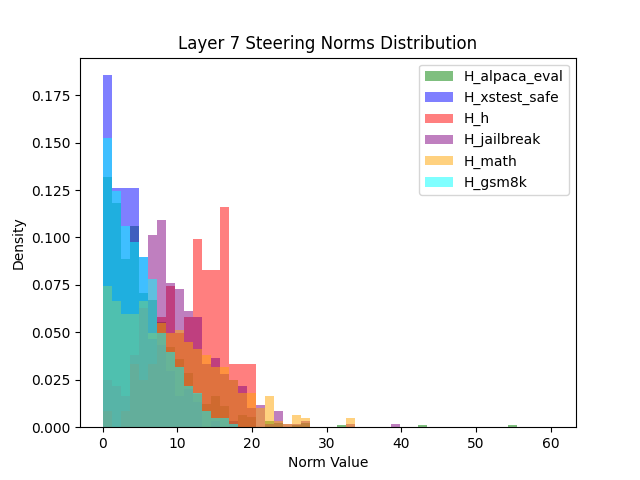 Layer 7 Steering Norms Distribution
H_alpaca_eval
H_xstest_safe
H_h
H_jailbreak
H_math
H_gsm8k
0.175
0.150
0.125
0.100
0.075
0.050
0.025
0.000
Density
0 10 20 30 40 50 60
Norm Value